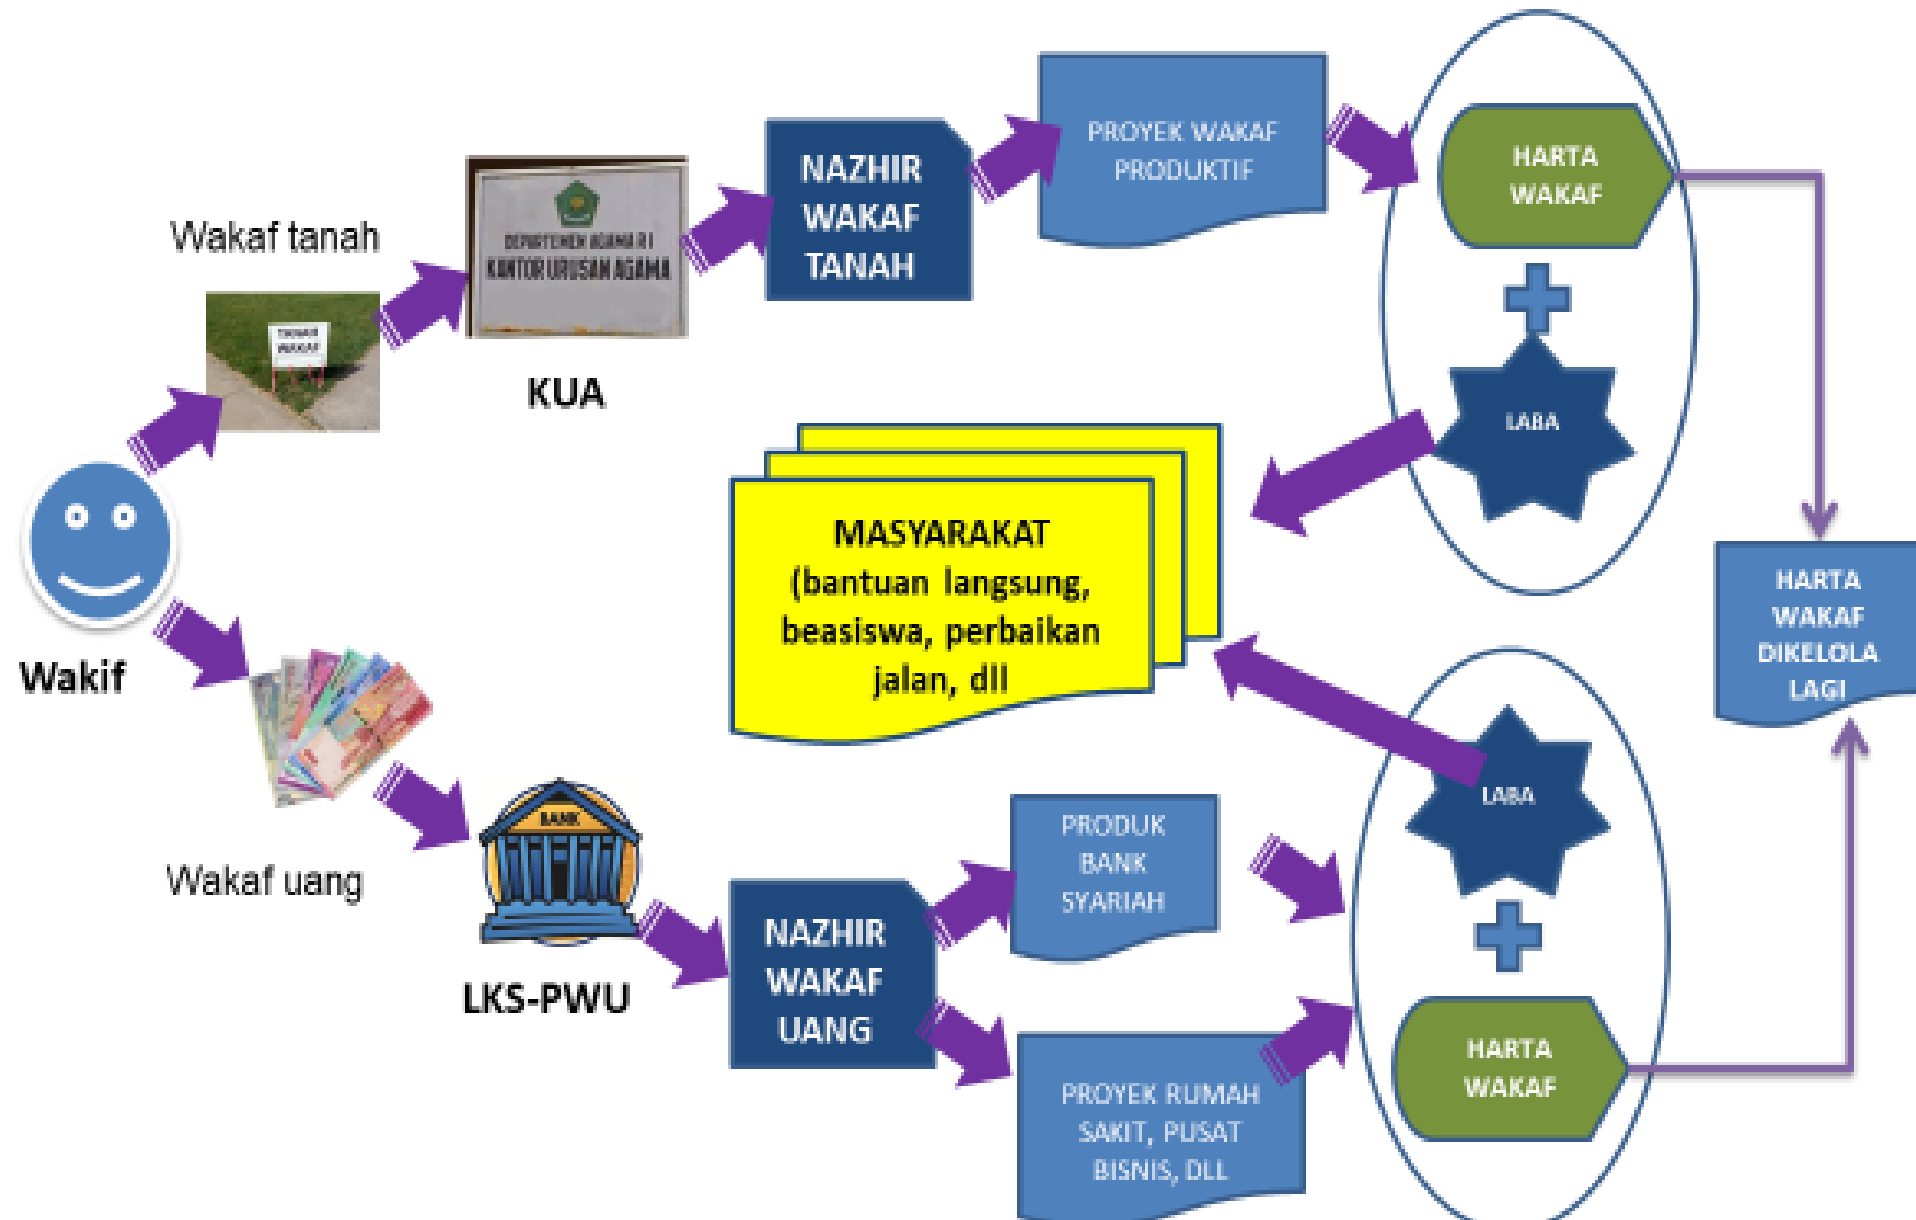 Wakaf tanah
TANAH
WAKAF
DEPARTEMEN AGAMA R I
KANTOR URUSAN AGAMA
KUA
NAZHIR
WAKAF
TANAH
PROYEK WAKAF
PRODUKTIF
HARTA
WAKAF
LABA
MASYARAKAT
(bantuan langsung,
beasiswa, perbaikan
jalan, dll
HARTA
WAKAF
DIKELOLA
LAGI
Wakif
Wakaf uang
BANK
LKS-PWU
NAZHIR
WAKAF
UANG
PRODUK
BANK
SYARIAH
PROYEK RUMAH
SAKIT, PUSAT
BISNIS, DLL
LABA
HARTA
WAKAF